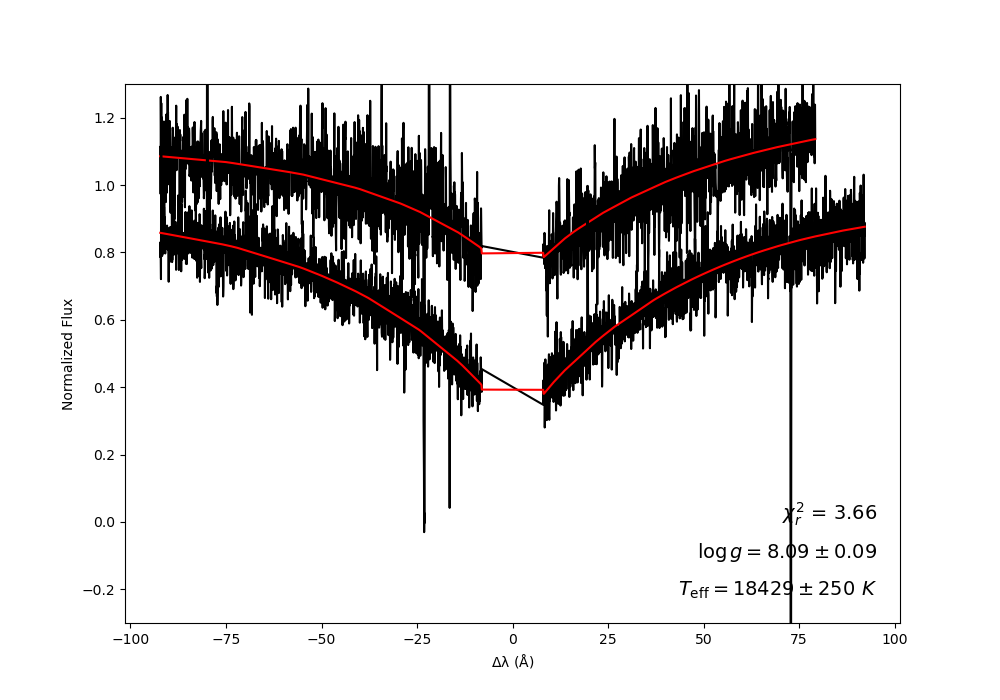 1.2
1.0
0.8
0.6
0.4
0.2
0.0
−0.2
Normalized Flux
χ²ᵣ = 3.66
log g = 8.09 ± 0.09
T_eff = 18429 ± 250 K
−100 −75 −50 −25 0 25 50 75 100
Δλ (Å)